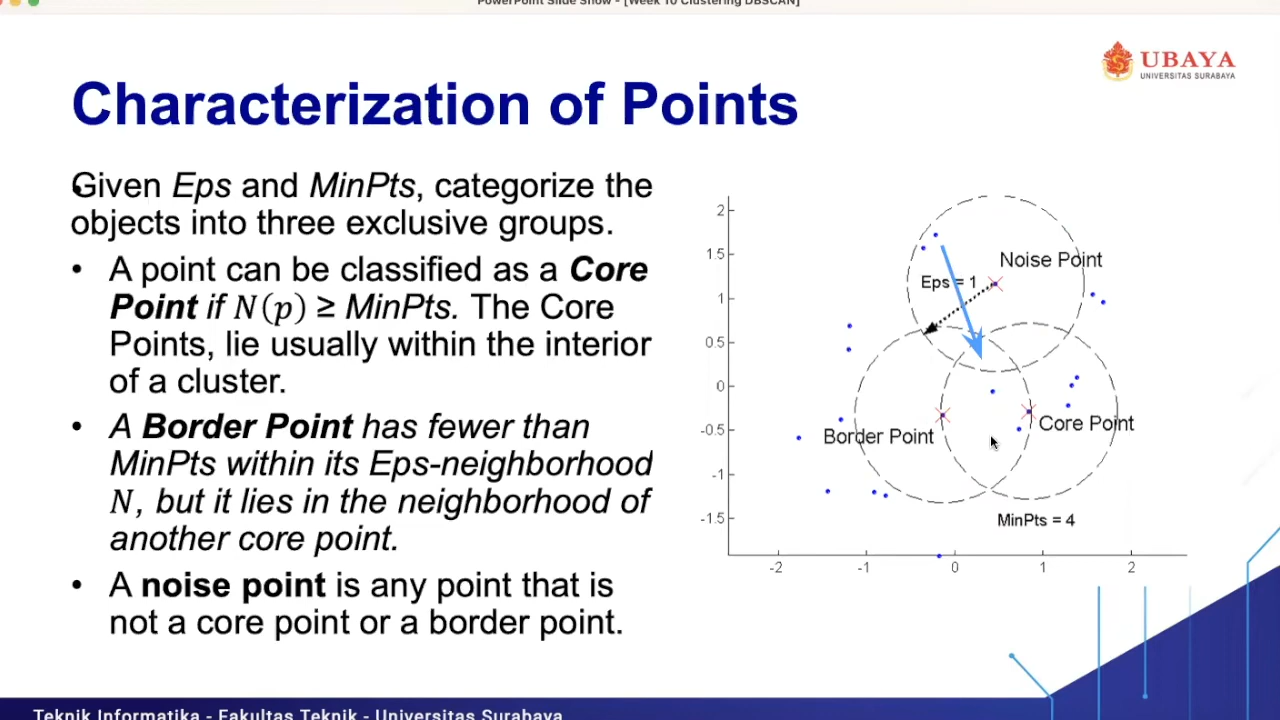 PowerPoint Slide Show - [Week 10 Clustering DBSCAN]
UBAYA
UNIVERSITAS SURABAYA
Characterization of Points
Given Eps and MinPts, categorize the
objects into three exclusive groups.
• A point can be classified as a Core
Point if N(p) ≥ MinPts. The Core
Points, lie usually within the interior
of a cluster.
• A Border Point has fewer than
MinPts within its Eps-neighborhood
N, but it lies in the neighborhood of
another core point.
• A noise point is any point that is
not a core point or a border point.
2
1.5
1
0.5
0
-0.5
-1
-1.5
Noise Point
Eps = 1
Border Point
Core Point
MinPts = 4
-2 -1 0 1 2
Teknik Informatika - Fakultas Teknik - Universitas Surabaya